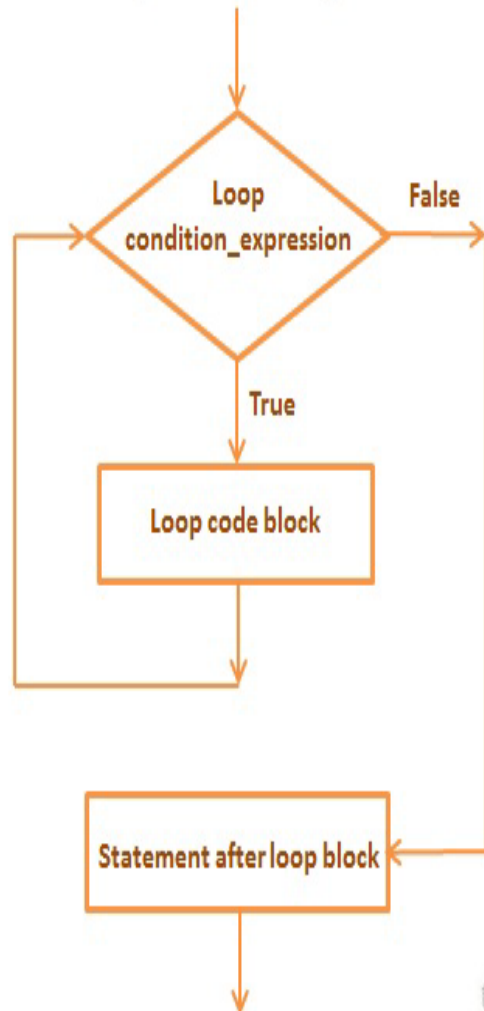 Loop
condition_expression
False
True
Loop code block
Statement after loop block